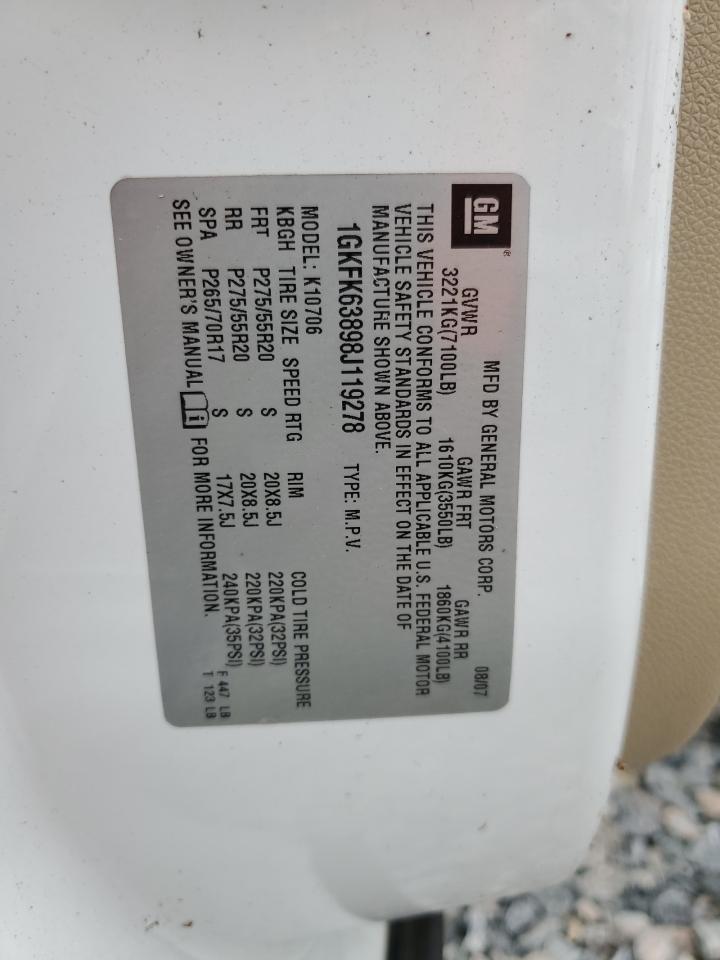 GM®
MFD BY GENERAL MOTORS CORP. 08/07
GVWR GAWR FRT GAWR RR
3221KG(7100LB) 1610KG(3550LB) 1860KG(4100LB)
THIS VEHICLE CONFORMS TO ALL APPLICABLE U.S. FEDERAL MOTOR
VEHICLE SAFETY STANDARDS IN EFFECT ON THE DATE OF
MANUFACTURE SHOWN ABOVE.
1GKFK63898J119278 TYPE: M.P.V.
MODEL: K10706
KBGH TIRE SIZE SPEED RTG RIM COLD TIRE PRESSURE
FRT P275/55R20 S 20X8.5J 220KPA(32PSI)
RR P275/55R20 S 20X8.5J 220KPA(32PSI)
SPA P265/70R17 S 17X7.5J 240KPA(35PSI)
SEE OWNER'S MANUAL i FOR MORE INFORMATION.
F 447 LB
T 123 LB